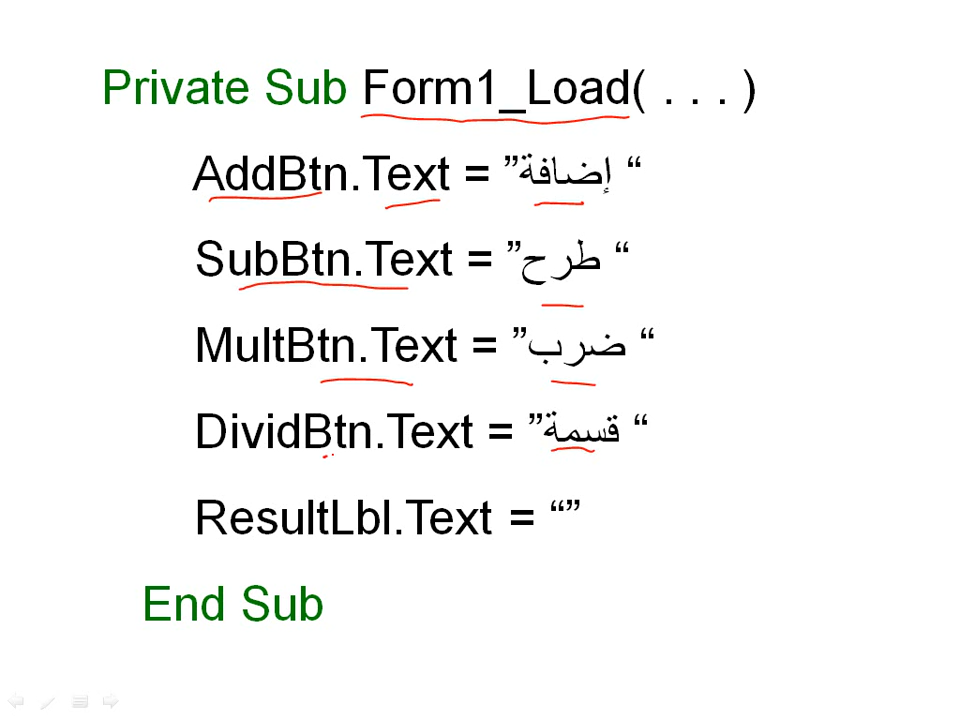 Private Sub Form1_Load( . . . )
AddBtn.Text = ”إضافة “
SubBtn.Text = ”طرح “
MultBtn.Text = ”ضرب “
DividBtn.Text = ”قسمة “
ResultLbl.Text = “”
End Sub